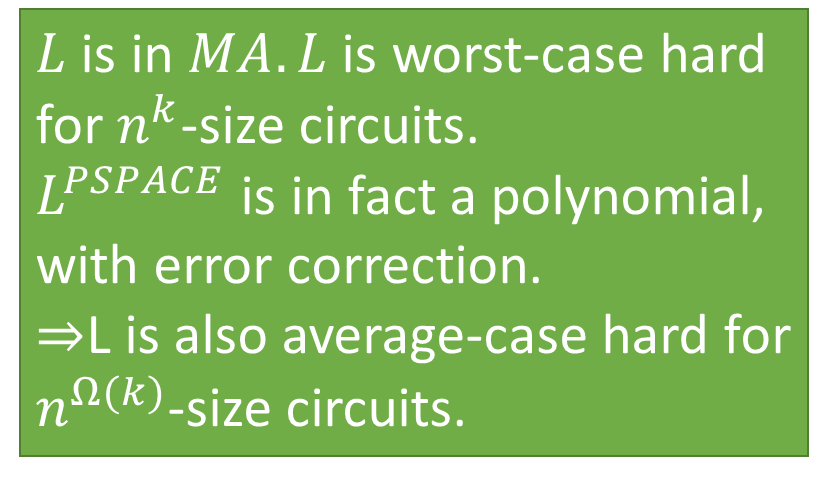 𝐿 is in 𝑀𝐴. 𝐿 is worst-case hard
for 𝑛^𝑘-size circuits.
𝐿^𝑃𝑆𝑃𝐴𝐶𝐸 is in fact a polynomial,
with error correction.
⇒L is also average-case hard for
𝑛^Ω(𝑘)-size circuits.